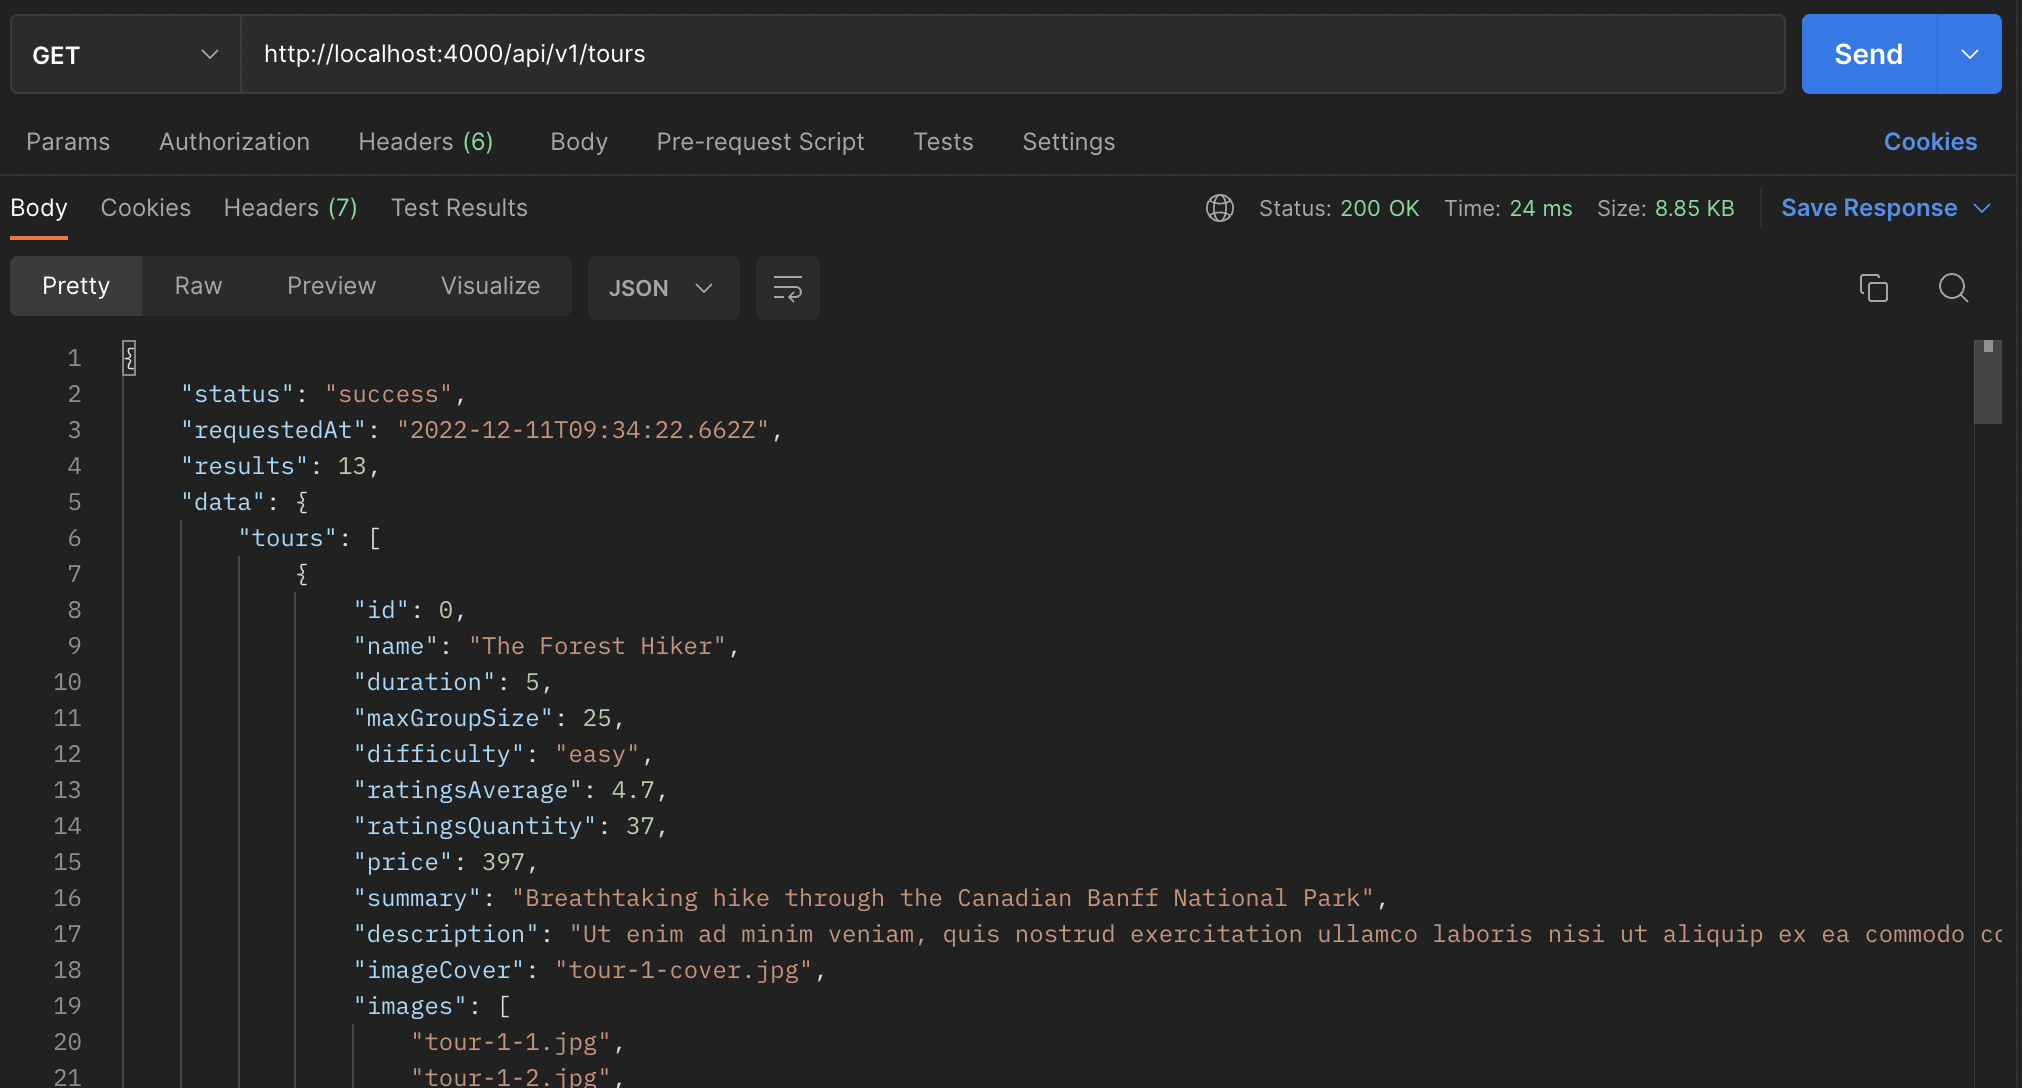 GET http://localhost:4000/api/v1/tours Send
Params Authorization Headers (6) Body Pre-request Script Tests Settings Cookies
Body Cookies Headers (7) Test Results Status: 200 OK Time: 24 ms Size: 8.85 KB Save Response
Pretty Raw Preview Visualize JSON
1 {
2 "status": "success",
3 "requestedAt": "2022-12-11T09:34:22.662Z",
4 "results": 13,
5 "data": {
6 "tours": [
7 {
8 "id": 0,
9 "name": "The Forest Hiker",
10 "duration": 5,
11 "maxGroupSize": 25,
12 "difficulty": "easy",
13 "ratingsAverage": 4.7,
14 "ratingsQuantity": 37,
15 "price": 397,
16 "summary": "Breathtaking hike through the Canadian Banff National Park",
17 "description": "Ut enim ad minim veniam, quis nostrud exercitation ullamco laboris nisi ut aliquip ex ea commodo
18 "imageCover": "tour-1-cover.jpg",
19 "images": [
20 "tour-1-1.jpg",
21 "tour-1-2.jpg",